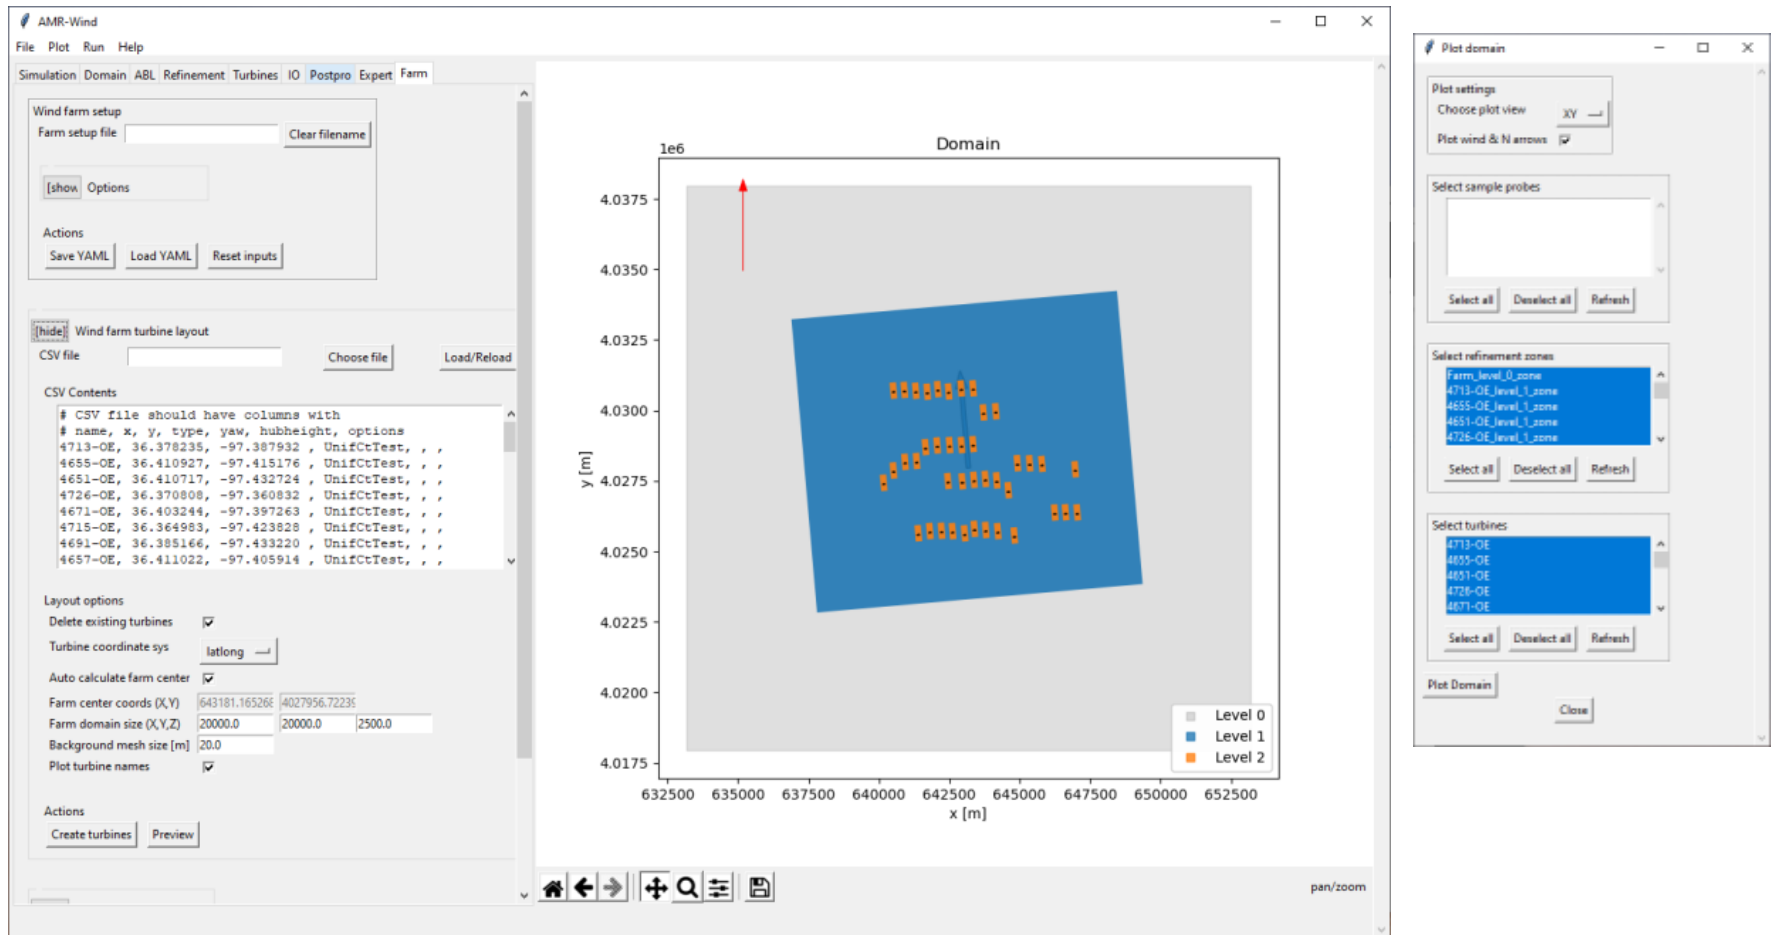 AMR-Wind
File Plot Run Help
Simulation Domain ABL Refinement Turbines IO Postpro Expert Farm
Wind farm setup
Farm setup file Clear filename
[show Options
Actions
Save YAML Load YAML Reset inputs
[hide] Wind farm turbine layout
CSV file Choose file Load/Reload
CSV Contents
# CSV file should have columns with
# name, x, y, type, yaw, hubheight, options
4713-OE, 36.378235, -97.387932 , UnifCtTest, , ,
4655-OE, 36.410927, -97.415176 , UnifCtTest, , ,
4651-OE, 36.410717, -97.432724 , UnifCtTest, , ,
4726-OE, 36.370808, -97.360832 , UnifCtTest, , ,
4671-OE, 36.403244, -97.397263 , UnifCtTest, , ,
4715-OE, 36.364983, -97.423828 , UnifCtTest, , ,
4691-OE, 36.385166, -97.433220 , UnifCtTest, , ,
4657-OE, 36.411022, -97.405914 , UnifCtTest, , ,
Layout options
Delete existing turbines
Turbine coordinate sys latlong
Auto calculate farm center
Farm center coords (X,Y) 643181.165268 4027956.72239
Farm domain size (X,Y,Z) 20000.0 20000.0 2500.0
Background mesh size [m] 20.0
Plot turbine names
Actions
Create turbines Preview
Domain
1e6
4.0375
4.0350
4.0325
4.0300
4.0275
4.0250
4.0225
4.0200
4.0175
y [m]
632500 635000 637500 640000 642500 645000 647500 650000 652500
x [m]
Level 0
Level 1
Level 2
pan/zoom
Plot domain
Plot settings
Choose plot view XY
Plot wind & N arrows
Select sample probes
Select all Deselect all Refresh
Select refinement zones
Farm_level_0_zone
4713-OE_level_1_zone
4655-OE_level_1_zone
4651-OE_level_1_zone
4726-OE_level_1_zone
Select all Deselect all Refresh
Select turbines
4713-OE
4655-OE
4651-OE
4726-OE
4671-OE
Select all Deselect all Refresh
Plot Domain
Close